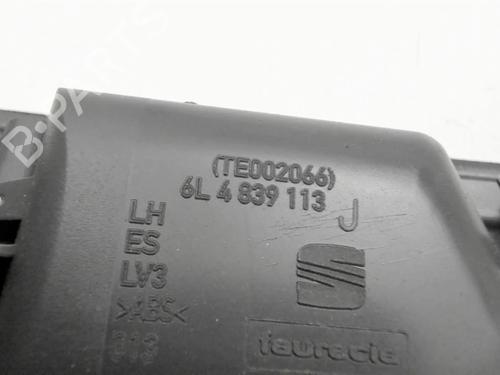 (TE002066)
6L 4 839 113 J
LH
ES
LV3
>ABS<
faurecia
B-PARTS